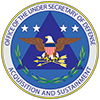 OFFICE OF THE UNDER SECRETARY OF DEFENSE
ACQUISITION AND SUSTAINMENT